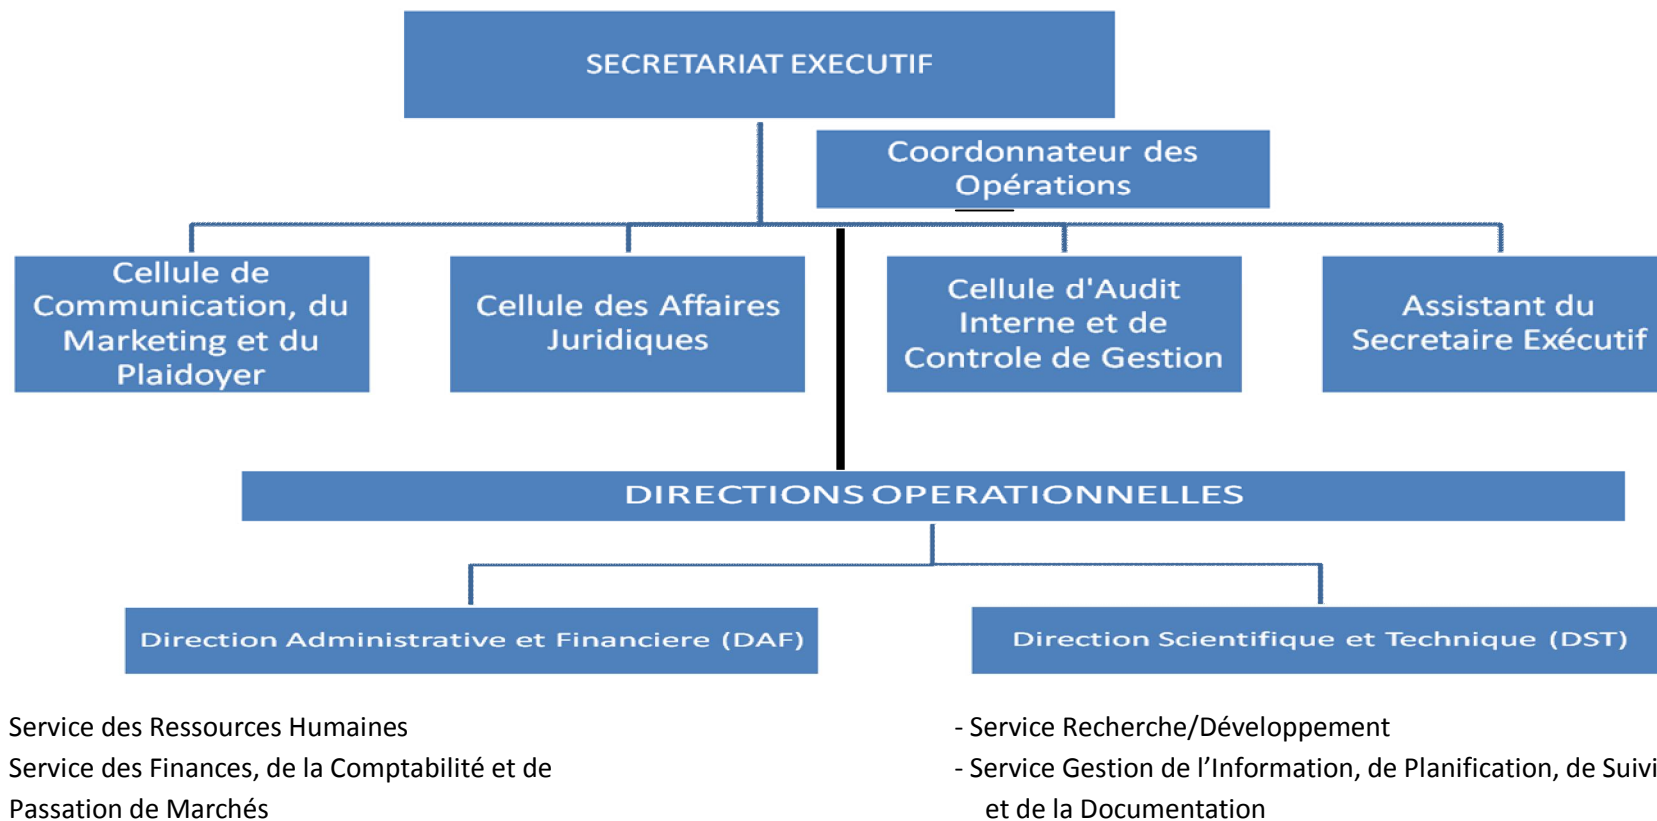 SECRETARIAT EXECUTIF
Coordonnateur des
Opérations
Cellule de
Communication, du
Marketing et du
Plaidoyer
Cellule des Affaires
Juridiques
Cellule d'Audit
Interne et de
Controle de Gestion
Assistant du
Secretaire Exécutif
DIRECTIONS OPERATIONNELLES
Direction Administrative et Financiere (DAF)
Direction Scientifique et Technique (DST)
Service des Ressources Humaines
Service des Finances, de la Comptabilité et de
Passation de Marchés
- Service Recherche/Développement
- Service Gestion de l’Information, de Planification, de Suivi
et de la Documentation